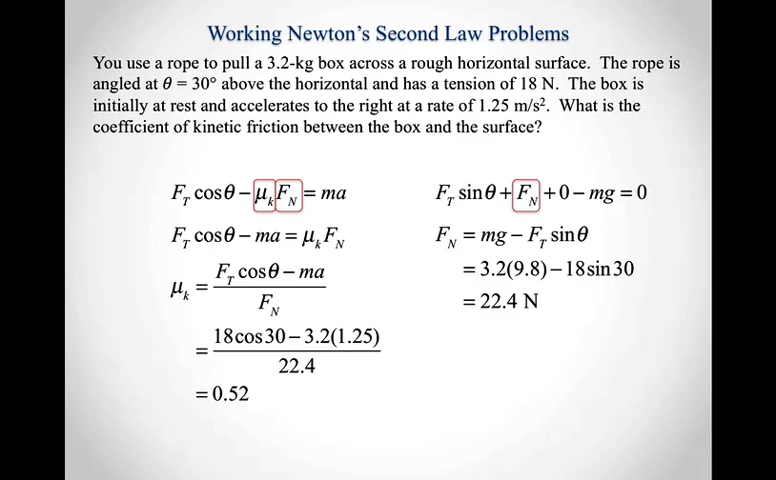 Working Newton's Second Law Problems
You use a rope to pull a 3.2-kg box across a rough horizontal surface. The rope is
angled at θ = 30° above the horizontal and has a tension of 18 N. The box is
initially at rest and accelerates to the right at a rate of 1.25 m/s². What is the
coefficient of kinetic friction between the box and the surface?
F_T cosθ − μ_k F_N = ma
F_T cosθ − ma = μ_k F_N
μ_k = (F_T cosθ − ma) / F_N
= (18cos30 − 3.2(1.25)) / 22.4
= 0.52
F_T sinθ + F_N + 0 − mg = 0
F_N = mg − F_T sinθ
= 3.2(9.8) − 18sin30
= 22.4 N